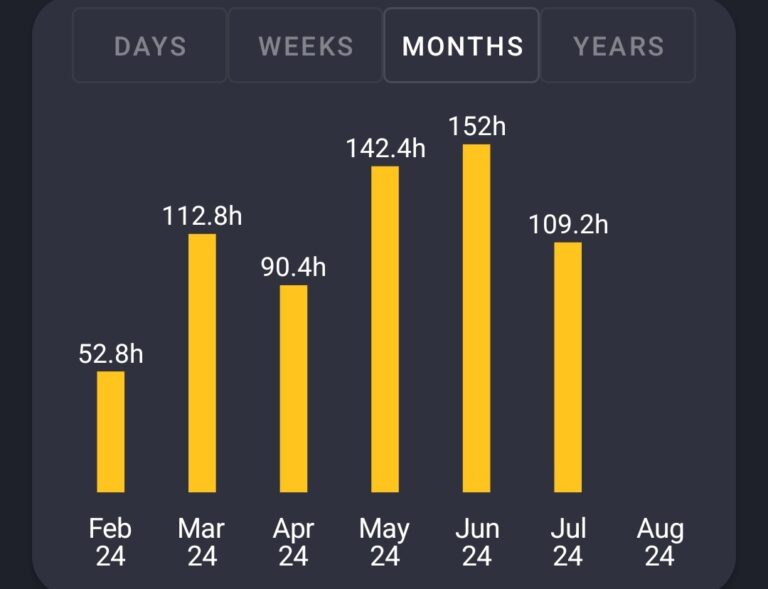 DAYS WEEKS MONTHS YEARS
152h
142.4h
112.8h
109.2h
90.4h
52.8h
Feb Mar Apr May Jun Jul Aug
24 24 24 24 24 24 24